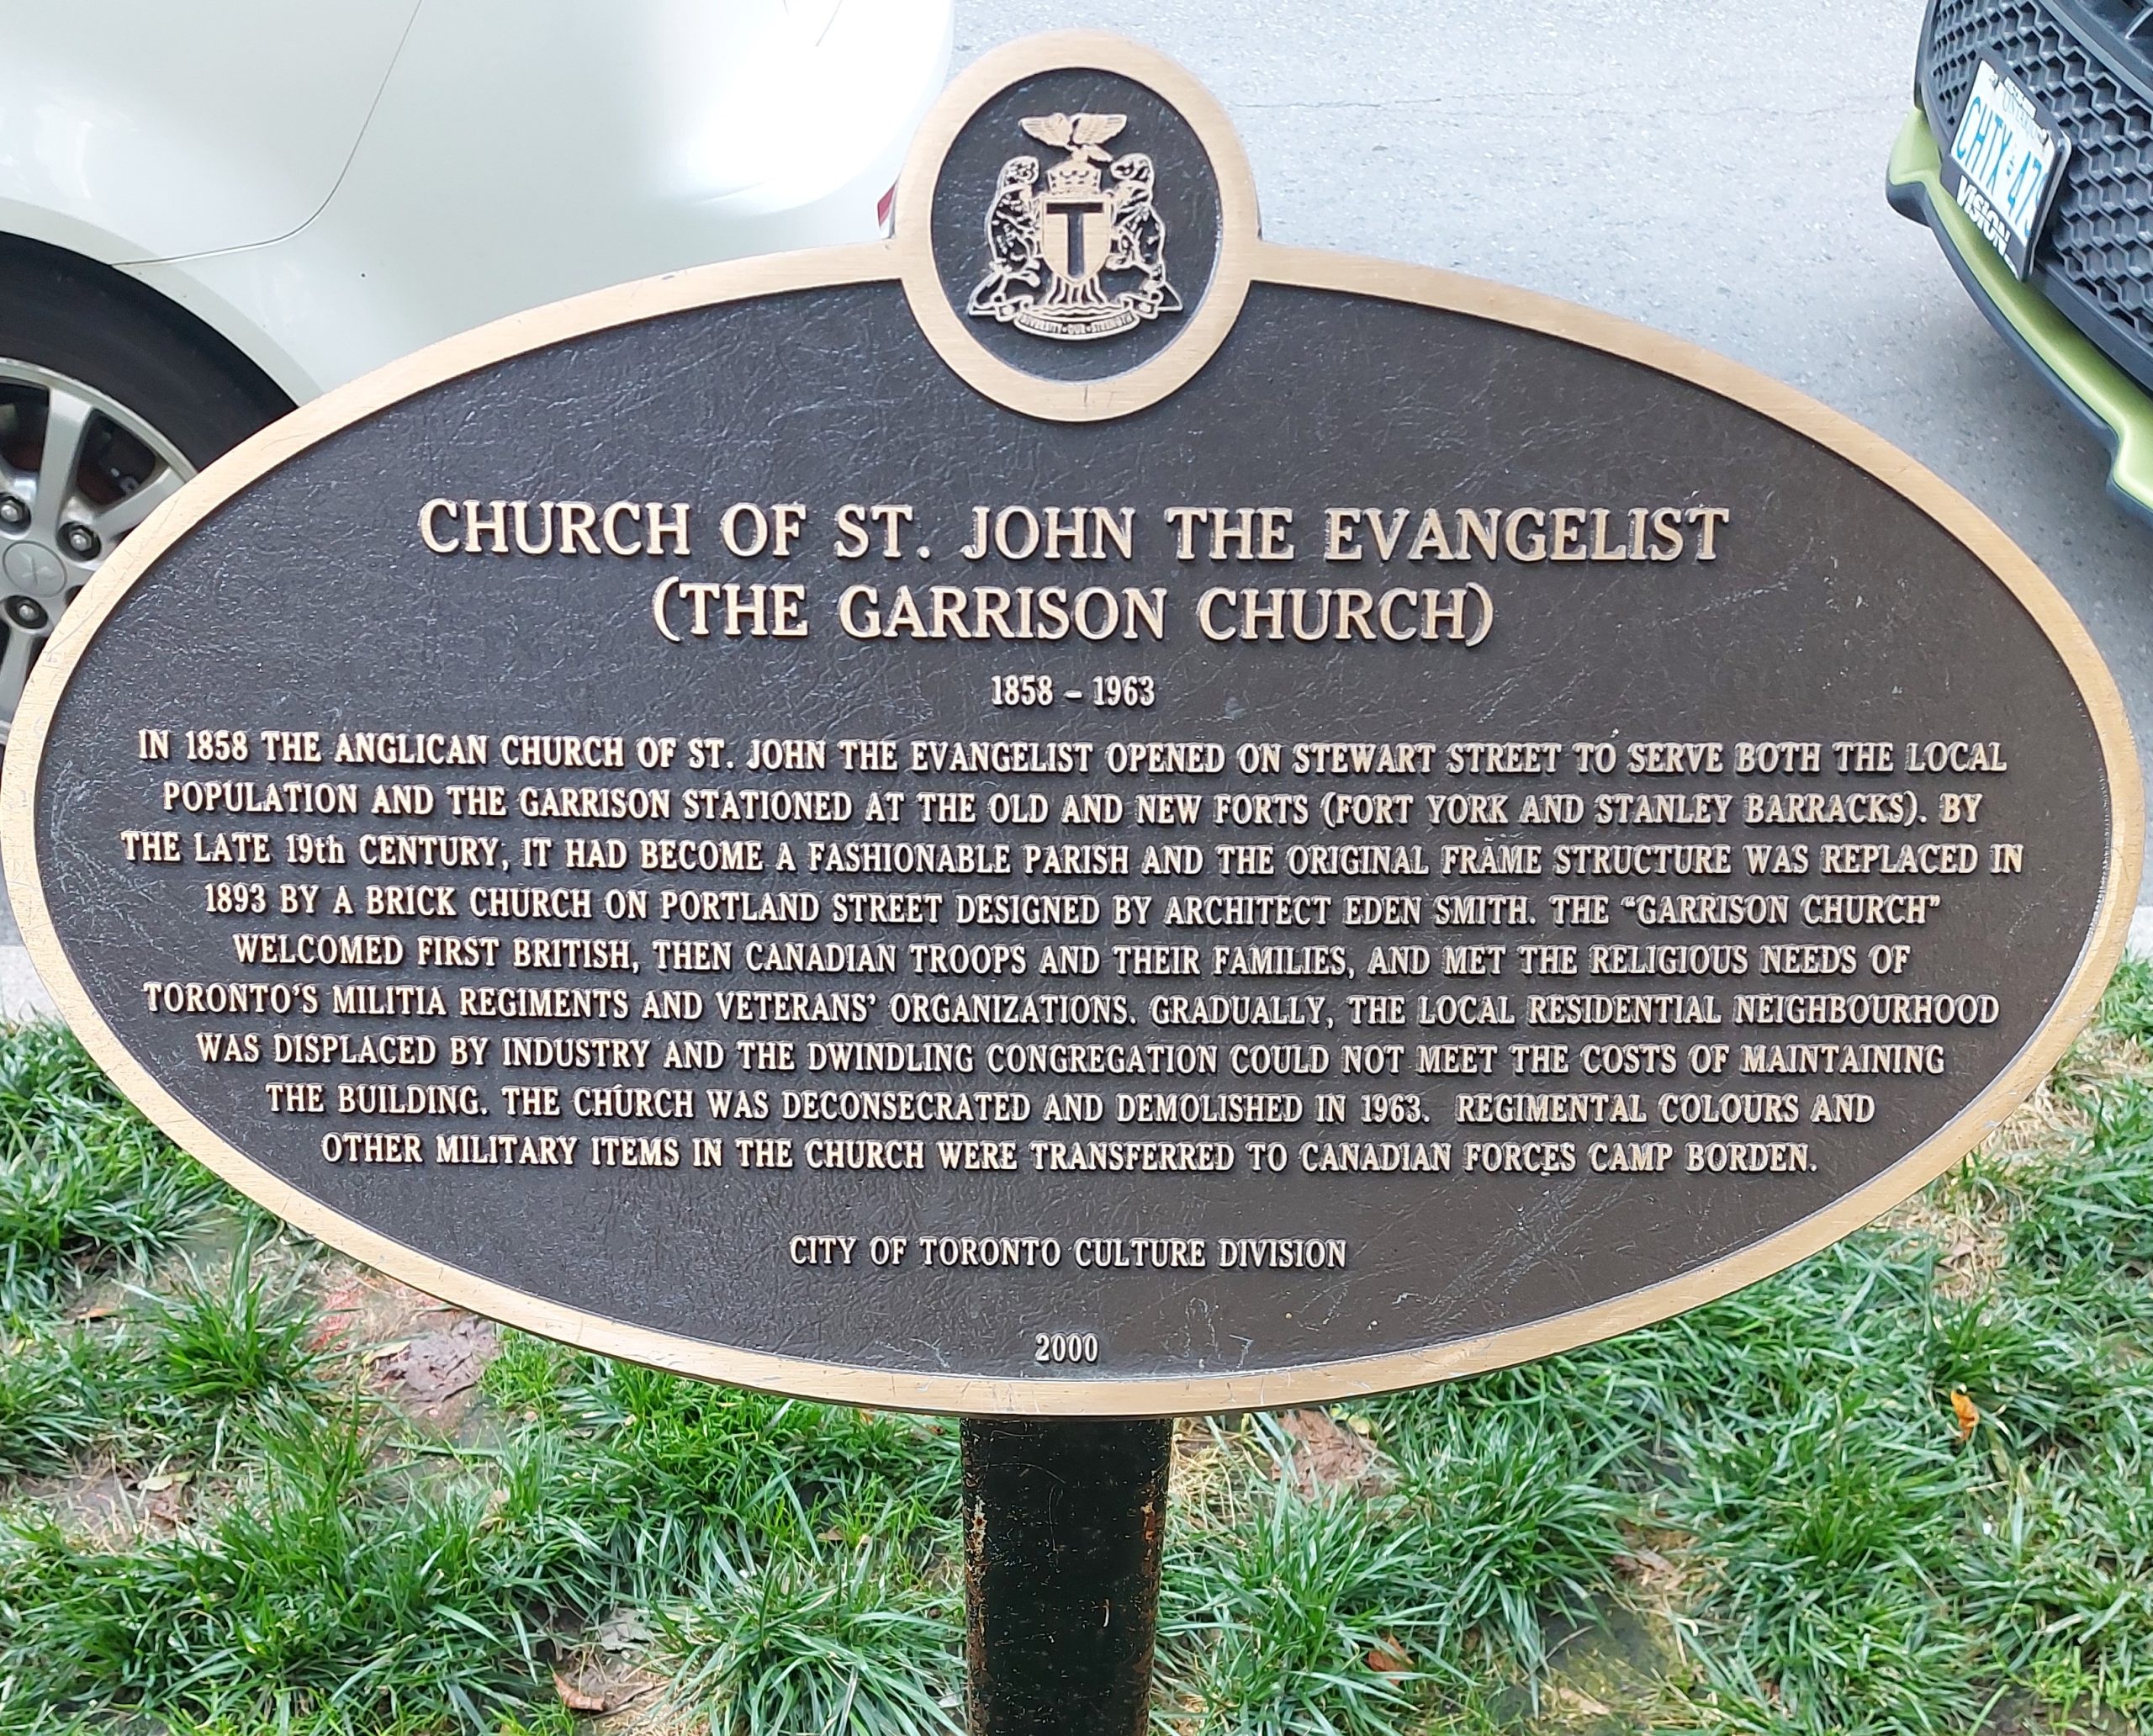 DIVERSITY • OUR • STRENGTH
CHURCH OF ST. JOHN THE EVANGELIST
(THE GARRISON CHURCH)
1858 – 1963
IN 1858 THE ANGLICAN CHURCH OF ST. JOHN THE EVANGELIST OPENED ON STEWART STREET TO SERVE BOTH THE LOCAL
POPULATION AND THE GARRISON STATIONED AT THE OLD AND NEW FORTS (FORT YORK AND STANLEY BARRACKS). BY
THE LATE 19th CENTURY, IT HAD BECOME A FASHIONABLE PARISH AND THE ORIGINAL FRAME STRUCTURE WAS REPLACED IN
1893 BY A BRICK CHURCH ON PORTLAND STREET DESIGNED BY ARCHITECT EDEN SMITH. THE “GARRISON CHURCH”
WELCOMED FIRST BRITISH, THEN CANADIAN TROOPS AND THEIR FAMILIES, AND MET THE RELIGIOUS NEEDS OF
TORONTO’S MILITIA REGIMENTS AND VETERANS’ ORGANIZATIONS. GRADUALLY, THE LOCAL RESIDENTIAL NEIGHBOURHOOD
WAS DISPLACED BY INDUSTRY AND THE DWINDLING CONGREGATION COULD NOT MEET THE COSTS OF MAINTAINING
THE BUILDING. THE CHURCH WAS DECONSECRATED AND DEMOLISHED IN 1963. REGIMENTAL COLOURS AND
OTHER MILITARY ITEMS IN THE CHURCH WERE TRANSFERRED TO CANADIAN FORCES CAMP BORDEN.
CITY OF TORONTO CULTURE DIVISION
2000
VISION